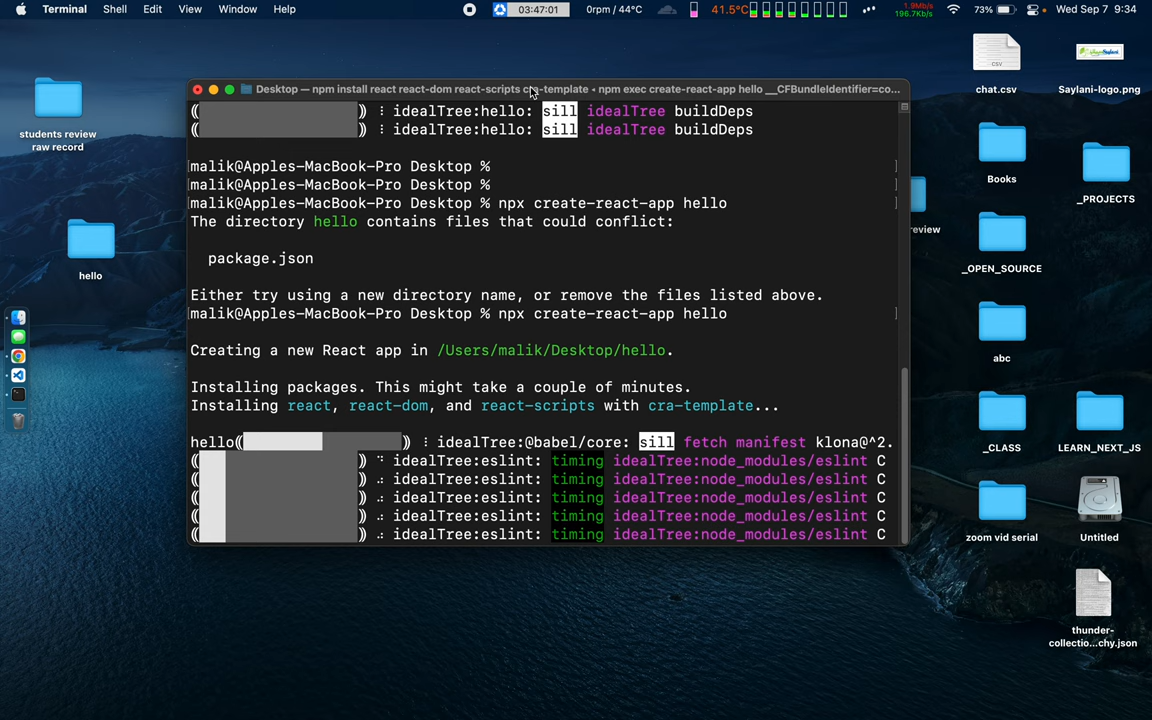 Terminal Shell Edit View Window Help 03:47:01 0rpm / 44°C 41.5°C 1.9Mb/s 196.7Kb/s 73% Wed Sep 7 9:34
chat.csv
Saylani-logo.png
students review
raw record
Books
_PROJECTS
eview
_OPEN_SOURCE
hello
abc
_CLASS
LEARN_NEXT_JS
zoom vid serial
Untitled
thunder-
collectio...chy.json
CSV
Desktop — npm install react react-dom react-scripts cra-template • npm exec create-react-app hello __CFBundleIdentifier=co...
(( )) ⠸ idealTree:hello: sill idealTree buildDeps
(( )) ⠸ idealTree:hello: sill idealTree buildDeps
malik@Apples-MacBook-Pro Desktop %
malik@Apples-MacBook-Pro Desktop %
malik@Apples-MacBook-Pro Desktop % npx create-react-app hello
The directory hello contains files that could conflict:
package.json
Either try using a new directory name, or remove the files listed above.
malik@Apples-MacBook-Pro Desktop % npx create-react-app hello
Creating a new React app in /Users/malik/Desktop/hello.
Installing packages. This might take a couple of minutes.
Installing react, react-dom, and react-scripts with cra-template...
hello(( )) ⠸ idealTree:@babel/core: sill fetch manifest klona@^2.
(( )) ⠙ idealTree:eslint: timing idealTree:node_modules/eslint C
(( )) ⠴ idealTree:eslint: timing idealTree:node_modules/eslint C
(( )) ⠴ idealTree:eslint: timing idealTree:node_modules/eslint C
(( )) ⠴ idealTree:eslint: timing idealTree:node_modules/eslint C
(( )) ⠴ idealTree:eslint: timing idealTree:node_modules/eslint C